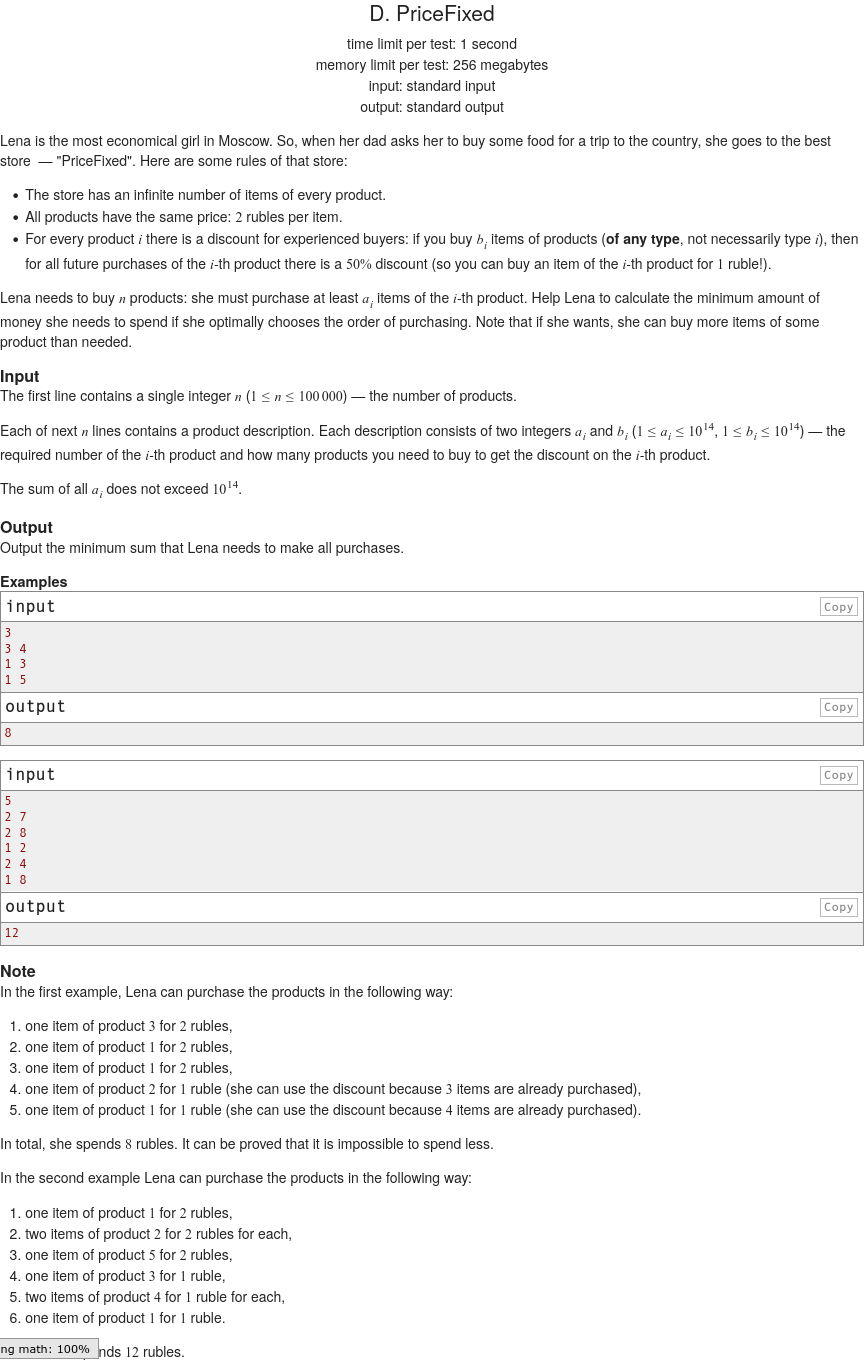 D. PriceFixed
time limit per test: 1 second
memory limit per test: 256 megabytes
input: standard input
output: standard output
Lena is the most economical girl in Moscow. So, when her dad asks her to buy some food for a trip to the country, she goes to the best
store — "PriceFixed". Here are some rules of that store:
• The store has an infinite number of items of every product.
• All products have the same price: 2 rubles per item.
• For every product i there is a discount for experienced buyers: if you buy b_i items of products (of any type, not necessarily type i), then
for all future purchases of the i-th product there is a 50% discount (so you can buy an item of the i-th product for 1 ruble!).
Lena needs to buy n products: she must purchase at least a_i items of the i-th product. Help Lena to calculate the minimum amount of
money she needs to spend if she optimally chooses the order of purchasing. Note that if she wants, she can buy more items of some
product than needed.
Input
The first line contains a single integer n (1 ≤ n ≤ 100 000) — the number of products.
Each of next n lines contains a product description. Each description consists of two integers a_i and b_i (1 ≤ a_i ≤ 10^14, 1 ≤ b_i ≤ 10^14) — the
required number of the i-th product and how many products you need to buy to get the discount on the i-th product.
The sum of all a_i does not exceed 10^14.
Output
Output the minimum sum that Lena needs to make all purchases.
Examples
input Copy
3
3 4
1 3
1 5
output Copy
8
input Copy
5
2 7
2 8
1 2
2 4
1 8
output Copy
12
Note
In the first example, Lena can purchase the products in the following way:
1. one item of product 3 for 2 rubles,
2. one item of product 1 for 2 rubles,
3. one item of product 1 for 2 rubles,
4. one item of product 2 for 1 ruble (she can use the discount because 3 items are already purchased),
5. one item of product 1 for 1 ruble (she can use the discount because 4 items are already purchased).
In total, she spends 8 rubles. It can be proved that it is impossible to spend less.
In the second example Lena can purchase the products in the following way:
1. one item of product 1 for 2 rubles,
2. two items of product 2 for 2 rubles for each,
3. one item of product 5 for 2 rubles,
4. one item of product 3 for 1 ruble,
5. two items of product 4 for 1 ruble for each,
6. one item of product 1 for 1 ruble.
ng math: 100% nds 12 rubles.